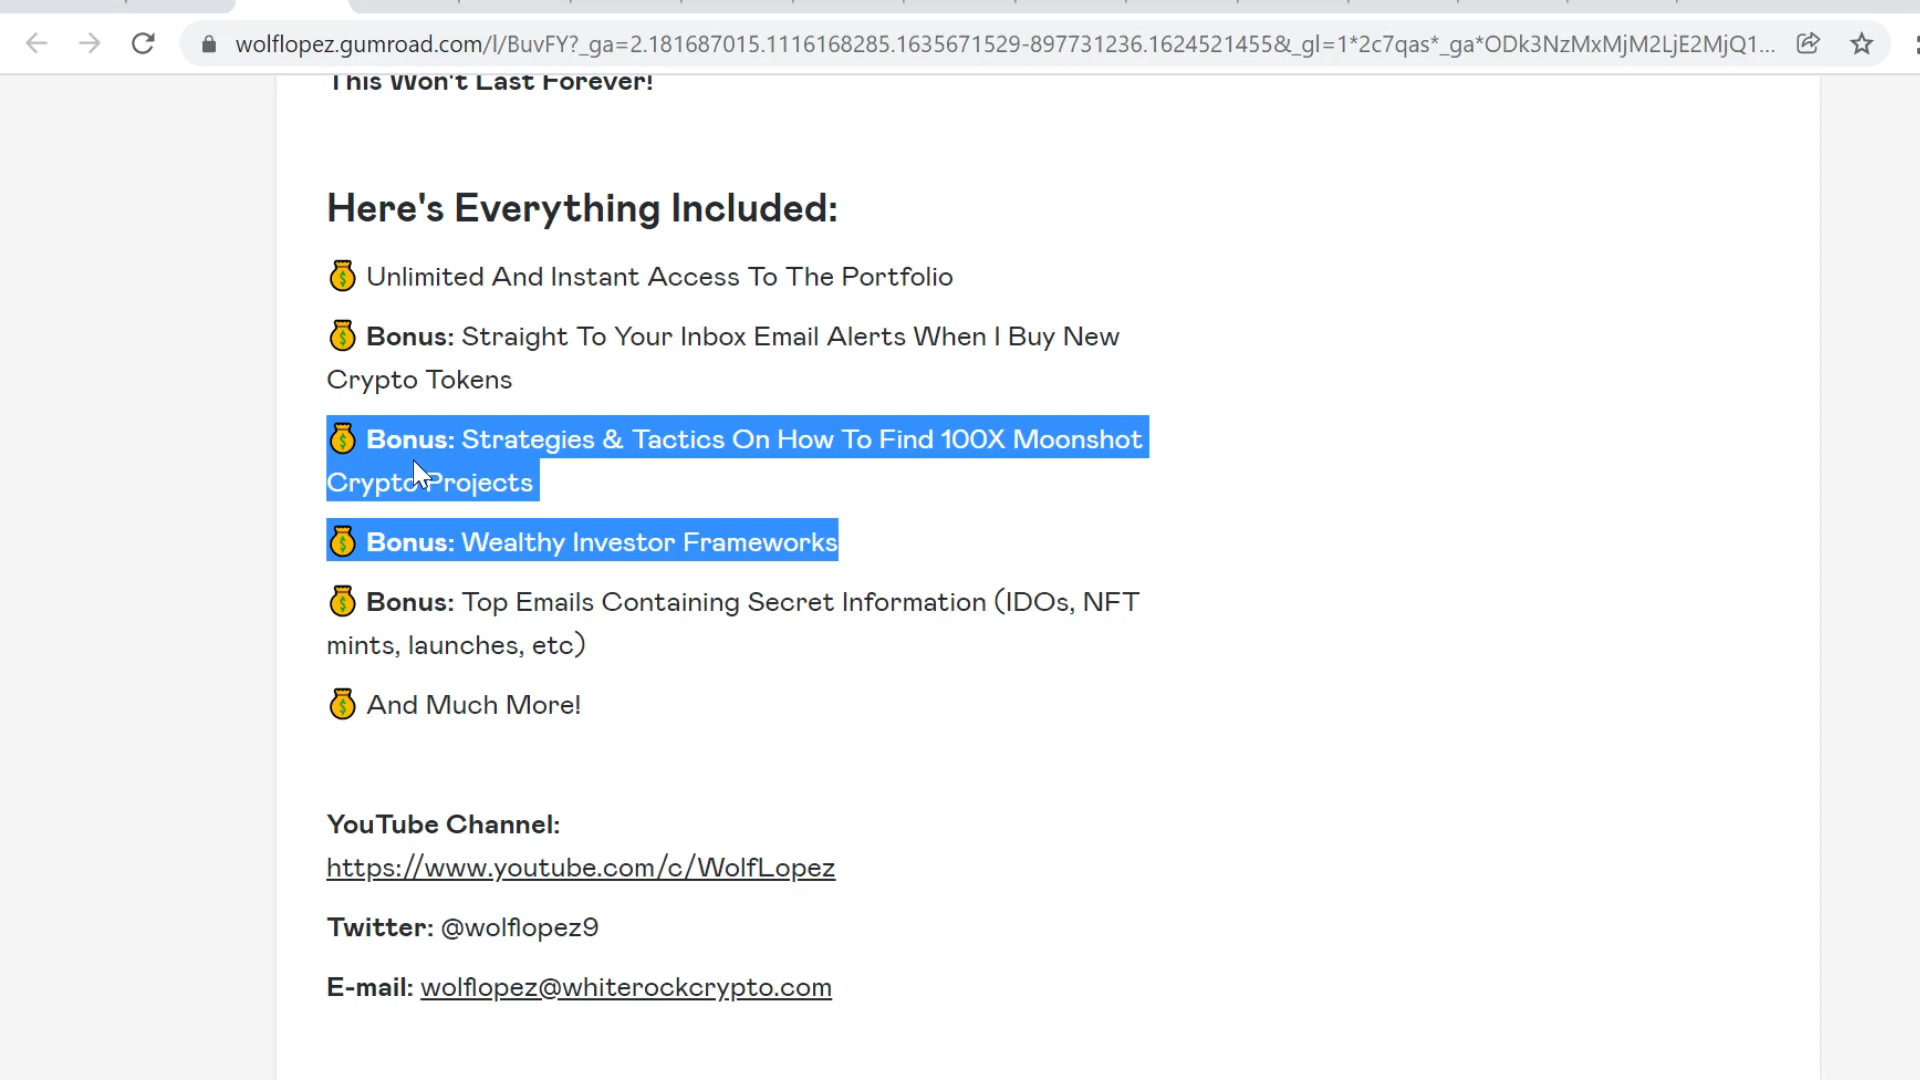 wolflopez.gumroad.com/l/BuvFY?_ga=2.181687015.1116168285.1635671529-897731236.1624521455&_gl=1*2c7qas*_ga*ODk3NzMxMjM2LjE2MjQ1...
This Won't Last Forever!
Here's Everything Included:
💰 Unlimited And Instant Access To The Portfolio
💰 Bonus: Straight To Your Inbox Email Alerts When I Buy New
Crypto Tokens
💰 Bonus: Strategies & Tactics On How To Find 100X Moonshot
Crypto Projects
💰 Bonus: Wealthy Investor Frameworks
💰 Bonus: Top Emails Containing Secret Information (IDOs, NFT
mints, launches, etc)
💰 And Much More!
YouTube Channel:
https://www.youtube.com/c/WolfLopez
Twitter: @wolflopez9
E-mail: wolflopez@whiterockcrypto.com